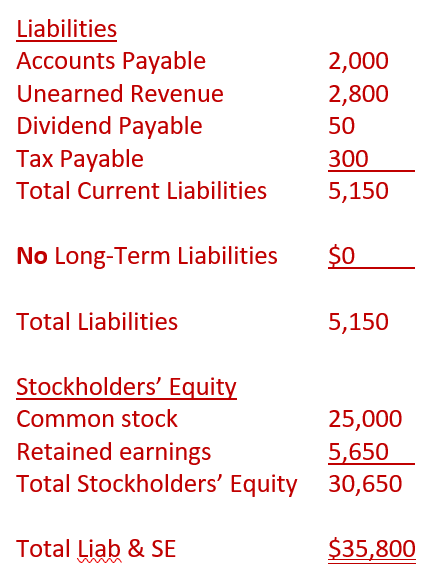 Liabilities
Accounts Payable 2,000
Unearned Revenue 2,800
Dividend Payable 50
Tax Payable 300
Total Current Liabilities 5,150
No Long-Term Liabilities $0
Total Liabilities 5,150
Stockholders’ Equity
Common stock 25,000
Retained earnings 5,650
Total Stockholders’ Equity 30,650
Total Liab & SE $35,800